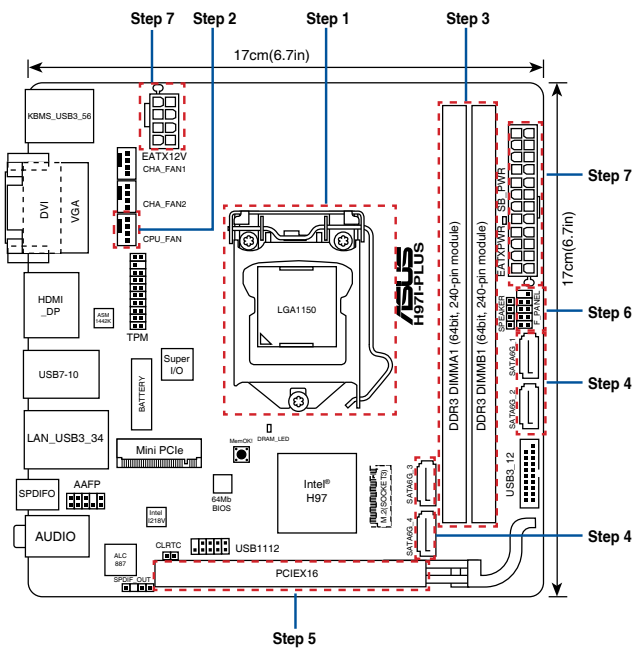 Step 7
Step 2
Step 1
Step 3
17cm(6.7in)
KBMS_USB3_56
EATX12V
CHA_FAN1
CHA_FAN2
CPU_FAN
DVI
VGA
SB_PWR
EATXPWR
Step 7
17cm(6.7in)
LGA1150
ASUS
H97I-PLUS
DDR3 DIMMA1 (64bit, 240-pin module)
DDR3 DIMMB1 (64bit, 240-pin module)
HDMI
_DP
ASM
1442K
TPM
SPEAKER
F_PANEL
Step 6
SATA6G_1
SATA6G_2
Step 4
USB7-10
BATTERY
Super
I/O
LAN_USB3_34
Mini PCIe
MemOK!
DRAM_LED
Intel®
H97
M.2(SOCKET3)
SATA6G_3
SATA6G_4
USB3_12
Step 4
SPDIFO
AAFP
64Mb
BIOS
Intel
I218V
AUDIO
ALC
887
CLRTC
USB1112
SPDIF_OUT
PCIEX16
Step 5